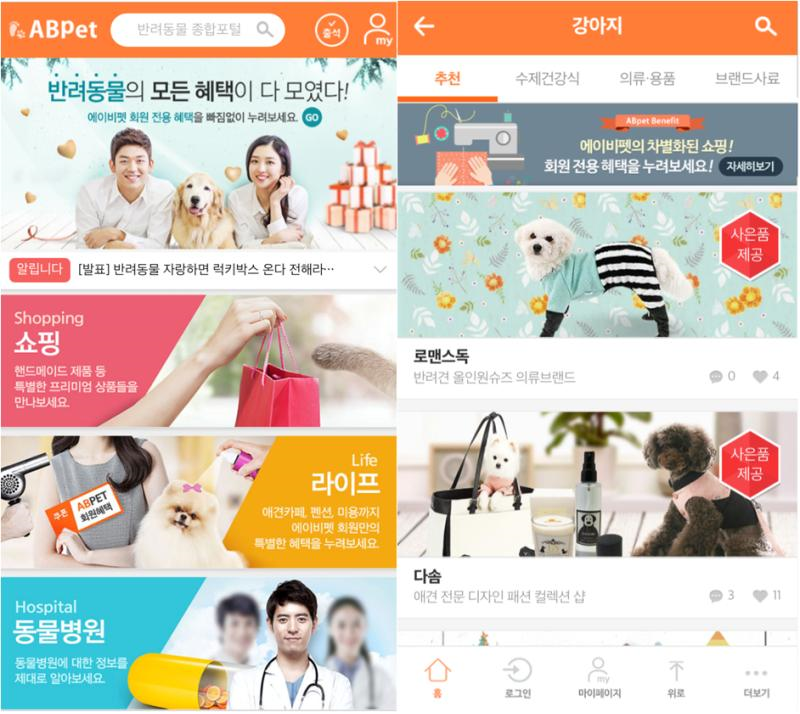 ABPet
반려동물 종합포털
출석
my
반려동물의 모든 혜택이 다 모였다!
에이비펫 회원 전용 혜택을 빠짐없이 누려보세요. GO
알립니다
[발표] 반려동물 자랑하면 럭키박스 온다 전해라…
Shopping
쇼핑
핸드메이드 제품 등
특별한 프리미엄 상품들을
만나보세요.
쿠폰
ABPET
회원혜택
Life
라이프
애견카페, 펜션, 미용까지
에이비펫 회원만의
특별한 혜택을 누려보세요.
Hospital
동물병원
동물병원에 대한 정보를
제대로 알아보세요.
강아지
추천
수제건강식
의류·용품
브랜드사료
ABpet Benefit
에이비펫의 차별화된 쇼핑!
회원 전용 혜택을 누려보세요! 자세히보기
사은품
제공
로맨스독
반려견 올인원슈즈 의류브랜드
0
4
사은품
제공
다솜
애견 전문 디자인 패션 컬렉션 샵
3
11
홈
로그인
my
마이페이지
위로
더보기